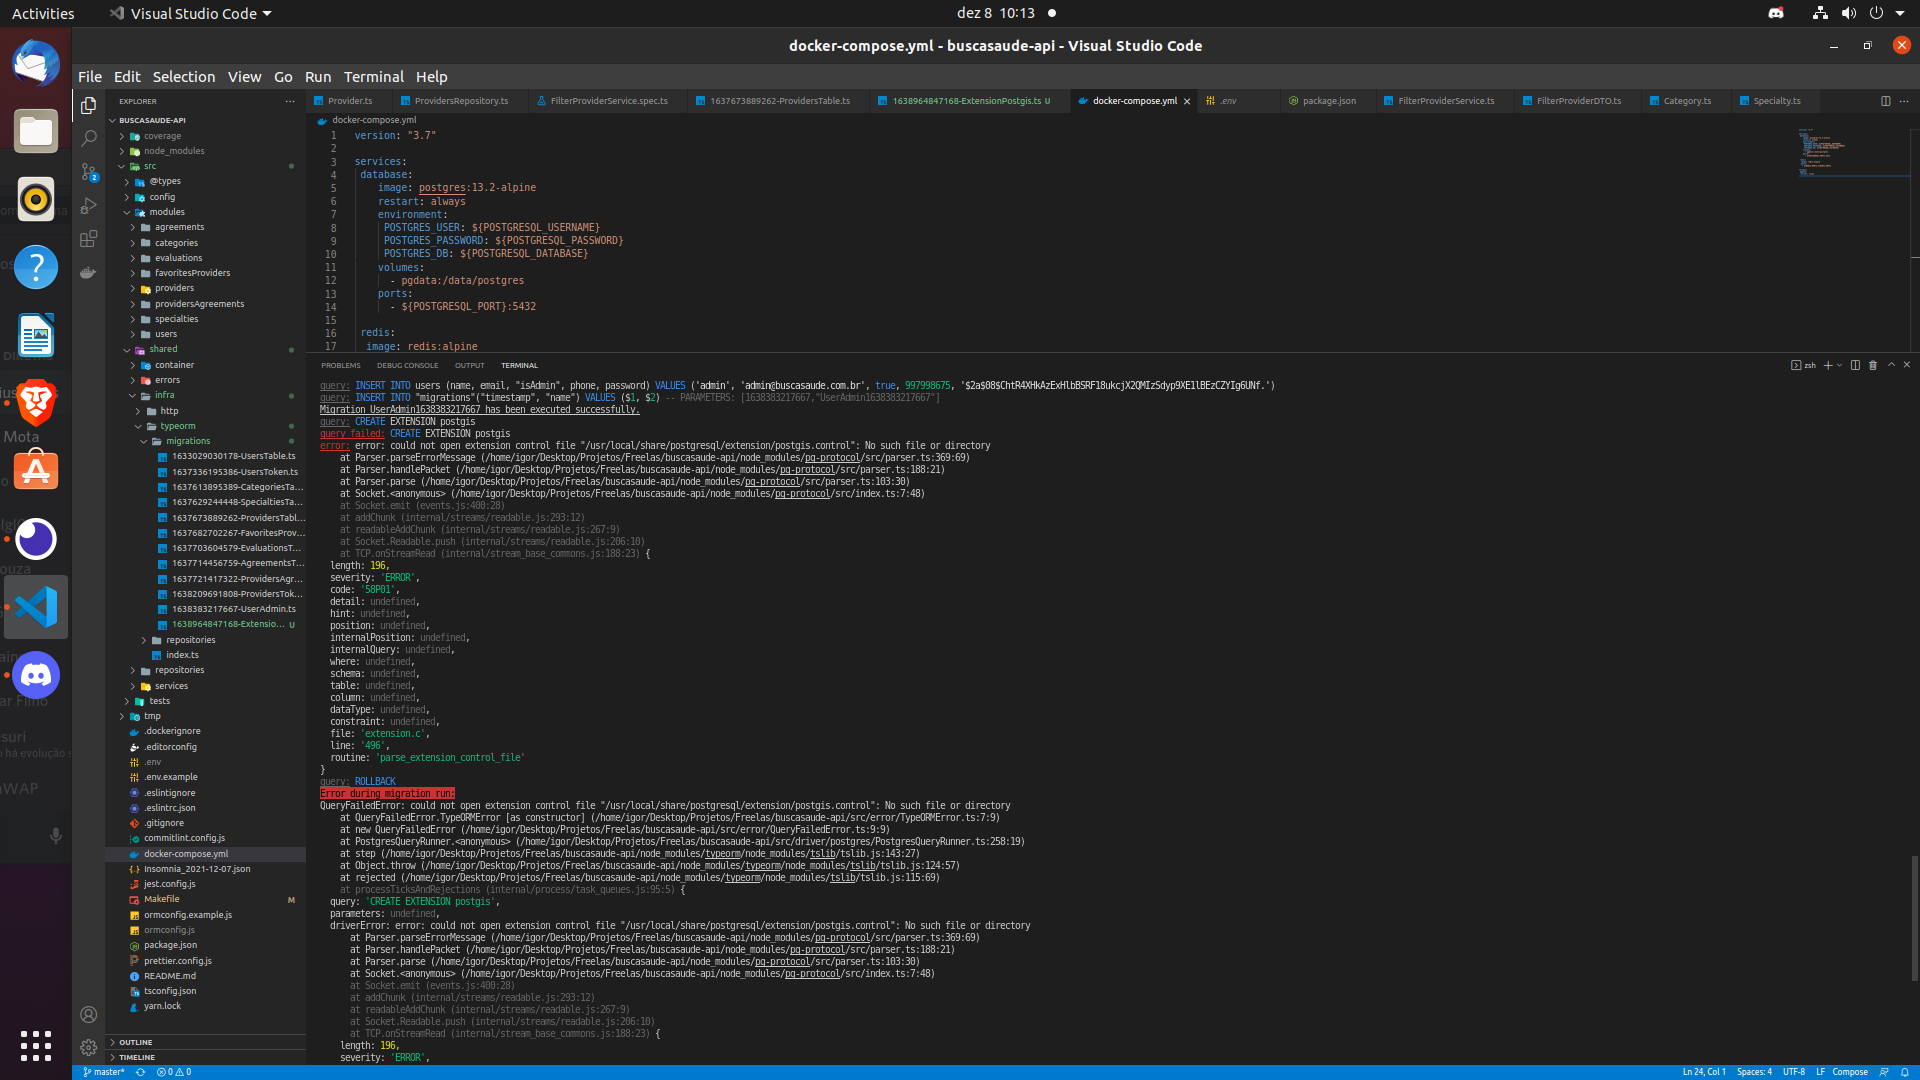 Activities
Visual Studio Code
dez 8 10:13
docker-compose.yml - buscasaude-api - Visual Studio Code
File Edit Selection View Go Run Terminal Help
EXPLORER
BUSCASAUDE-API
coverage
node_modules
src
@types
config
modules
agreements
categories
evaluations
favoritesProviders
providers
providersAgreements
specialties
users
shared
container
errors
infra
http
typeorm
migrations
1633029030178-UsersTable.ts
1637336195386-UsersToken.ts
1637613895389-CategoriesTa...
1637629244448-SpecialtiesTa...
1637673889262-ProvidersTabl...
1637682702267-FavoritesProv...
1637703604579-EvaluationsT...
1637714456759-AgreementsT...
1637721417322-ProvidersAgr...
1638209691808-ProvidersTok...
1638383217667-UserAdmin.ts
1638964847168-Extensio... U
repositories
index.ts
repositories
services
tests
tmp
.dockerignore
.editorconfig
.env
.env.example
.eslintignore
.eslintrc.json
.gitignore
commitlint.config.js
docker-compose.yml
Insomnia_2021-12-07.json
jest.config.js
Makefile M
ormconfig.example.js
ormconfig.js
package.json
prettier.config.js
README.md
tsconfig.json
yarn.lock
OUTLINE
TIMELINE
Provider.ts ProvidersRepository.ts FilterProviderService.spec.ts 1637673889262-ProvidersTable.ts 1638964847168-ExtensionPostgis.ts U docker-compose.yml .env package.json FilterProviderService.ts FilterProviderDTO.ts Category.ts Specialty.ts
docker-compose.yml
1 version: "3.7"
2
3 services:
4 database:
5 image: postgres:13.2-alpine
6 restart: always
7 environment:
8 POSTGRES_USER: ${POSTGRESQL_USERNAME}
9 POSTGRES_PASSWORD: ${POSTGRESQL_PASSWORD}
10 POSTGRES_DB: ${POSTGRESQL_DATABASE}
11 volumes:
12 - pgdata:/data/postgres
13 ports:
14 - ${POSTGRESQL_PORT}:5432
15
16 redis:
17 image: redis:alpine
PROBLEMS DEBUG CONSOLE OUTPUT TERMINAL
zsh
query: INSERT INTO users (name, email, "isAdmin", phone, password) VALUES ('admin', 'admin@buscasaude.com.br', true, 997998675, '$2a$08$ChtR4XHkAzExHlbBSRF18ukcjX2QMIzSdyp9XE1lBEzCZYIg6UNf.')
query: INSERT INTO "migrations"("timestamp", "name") VALUES ($1, $2) -- PARAMETERS: [1638383217667,"UserAdmin1638383217667"]
Migration UserAdmin1638383217667 has been executed successfully.
query: CREATE EXTENSION postgis
query failed: CREATE EXTENSION postgis
error: error: could not open extension control file "/usr/local/share/postgresql/extension/postgis.control": No such file or directory
at Parser.parseErrorMessage (/home/igor/Desktop/Projetos/Freelas/buscasaude-api/node_modules/pg-protocol/src/parser.ts:369:69)
at Parser.handlePacket (/home/igor/Desktop/Projetos/Freelas/buscasaude-api/node_modules/pg-protocol/src/parser.ts:188:21)
at Parser.parse (/home/igor/Desktop/Projetos/Freelas/buscasaude-api/node_modules/pg-protocol/src/parser.ts:103:30)
at Socket.<anonymous> (/home/igor/Desktop/Projetos/Freelas/buscasaude-api/node_modules/pg-protocol/src/index.ts:7:48)
at Socket.emit (events.js:400:28)
at addChunk (internal/streams/readable.js:293:12)
at readableAddChunk (internal/streams/readable.js:267:9)
at Socket.Readable.push (internal/streams/readable.js:206:10)
at TCP.onStreamRead (internal/stream_base_commons.js:188:23) {
length: 196,
severity: 'ERROR',
code: '58P01',
detail: undefined,
hint: undefined,
position: undefined,
internalPosition: undefined,
internalQuery: undefined,
where: undefined,
schema: undefined,
table: undefined,
column: undefined,
dataType: undefined,
constraint: undefined,
file: 'extension.c',
line: '496',
routine: 'parse_extension_control_file'
}
query: ROLLBACK
Error during migration run:
QueryFailedError: could not open extension control file "/usr/local/share/postgresql/extension/postgis.control": No such file or directory
at QueryFailedError.TypeORMError [as constructor] (/home/igor/Desktop/Projetos/Freelas/buscasaude-api/src/error/TypeORMError.ts:7:9)
at new QueryFailedError (/home/igor/Desktop/Projetos/Freelas/buscasaude-api/src/error/QueryFailedError.ts:9:9)
at PostgresQueryRunner.<anonymous> (/home/igor/Desktop/Projetos/Freelas/buscasaude-api/src/driver/postgres/PostgresQueryRunner.ts:258:19)
at step (/home/igor/Desktop/Projetos/Freelas/buscasaude-api/node_modules/typeorm/node_modules/tslib/tslib.js:143:27)
at Object.throw (/home/igor/Desktop/Projetos/Freelas/buscasaude-api/node_modules/typeorm/node_modules/tslib/tslib.js:124:57)
at rejected (/home/igor/Desktop/Projetos/Freelas/buscasaude-api/node_modules/typeorm/node_modules/tslib/tslib.js:115:69)
at processTicksAndRejections (internal/process/task_queues.js:95:5) {
query: 'CREATE EXTENSION postgis',
parameters: undefined,
driverError: error: could not open extension control file "/usr/local/share/postgresql/extension/postgis.control": No such file or directory
at Parser.parseErrorMessage (/home/igor/Desktop/Projetos/Freelas/buscasaude-api/node_modules/pg-protocol/src/parser.ts:369:69)
at Parser.handlePacket (/home/igor/Desktop/Projetos/Freelas/buscasaude-api/node_modules/pg-protocol/src/parser.ts:188:21)
at Parser.parse (/home/igor/Desktop/Projetos/Freelas/buscasaude-api/node_modules/pg-protocol/src/parser.ts:103:30)
at Socket.<anonymous> (/home/igor/Desktop/Projetos/Freelas/buscasaude-api/node_modules/pg-protocol/src/index.ts:7:48)
at Socket.emit (events.js:400:28)
at addChunk (internal/streams/readable.js:293:12)
at readableAddChunk (internal/streams/readable.js:267:9)
at Socket.Readable.push (internal/streams/readable.js:206:10)
at TCP.onStreamRead (internal/stream_base_commons.js:188:23) {
length: 196,
severity: 'ERROR',
master* 0 0
Ln 24, Col 1 Spaces: 4 UTF-8 LF Compose